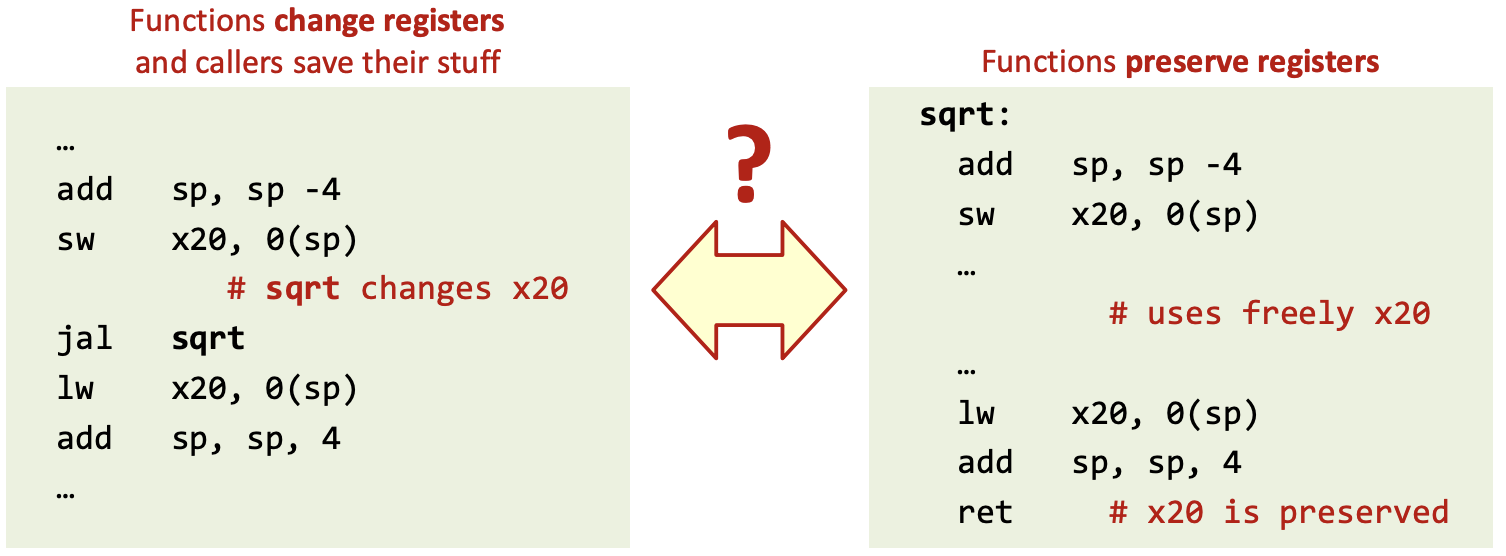 Functions change registers
and callers save their stuff
…
add sp, sp -4
sw x20, 0(sp)
# sqrt changes x20
jal sqrt
lw x20, 0(sp)
add sp, sp, 4
…
?
Functions preserve registers
sqrt:
add sp, sp -4
sw x20, 0(sp)
…
# uses freely x20
…
lw x20, 0(sp)
add sp, sp, 4
ret # x20 is preserved